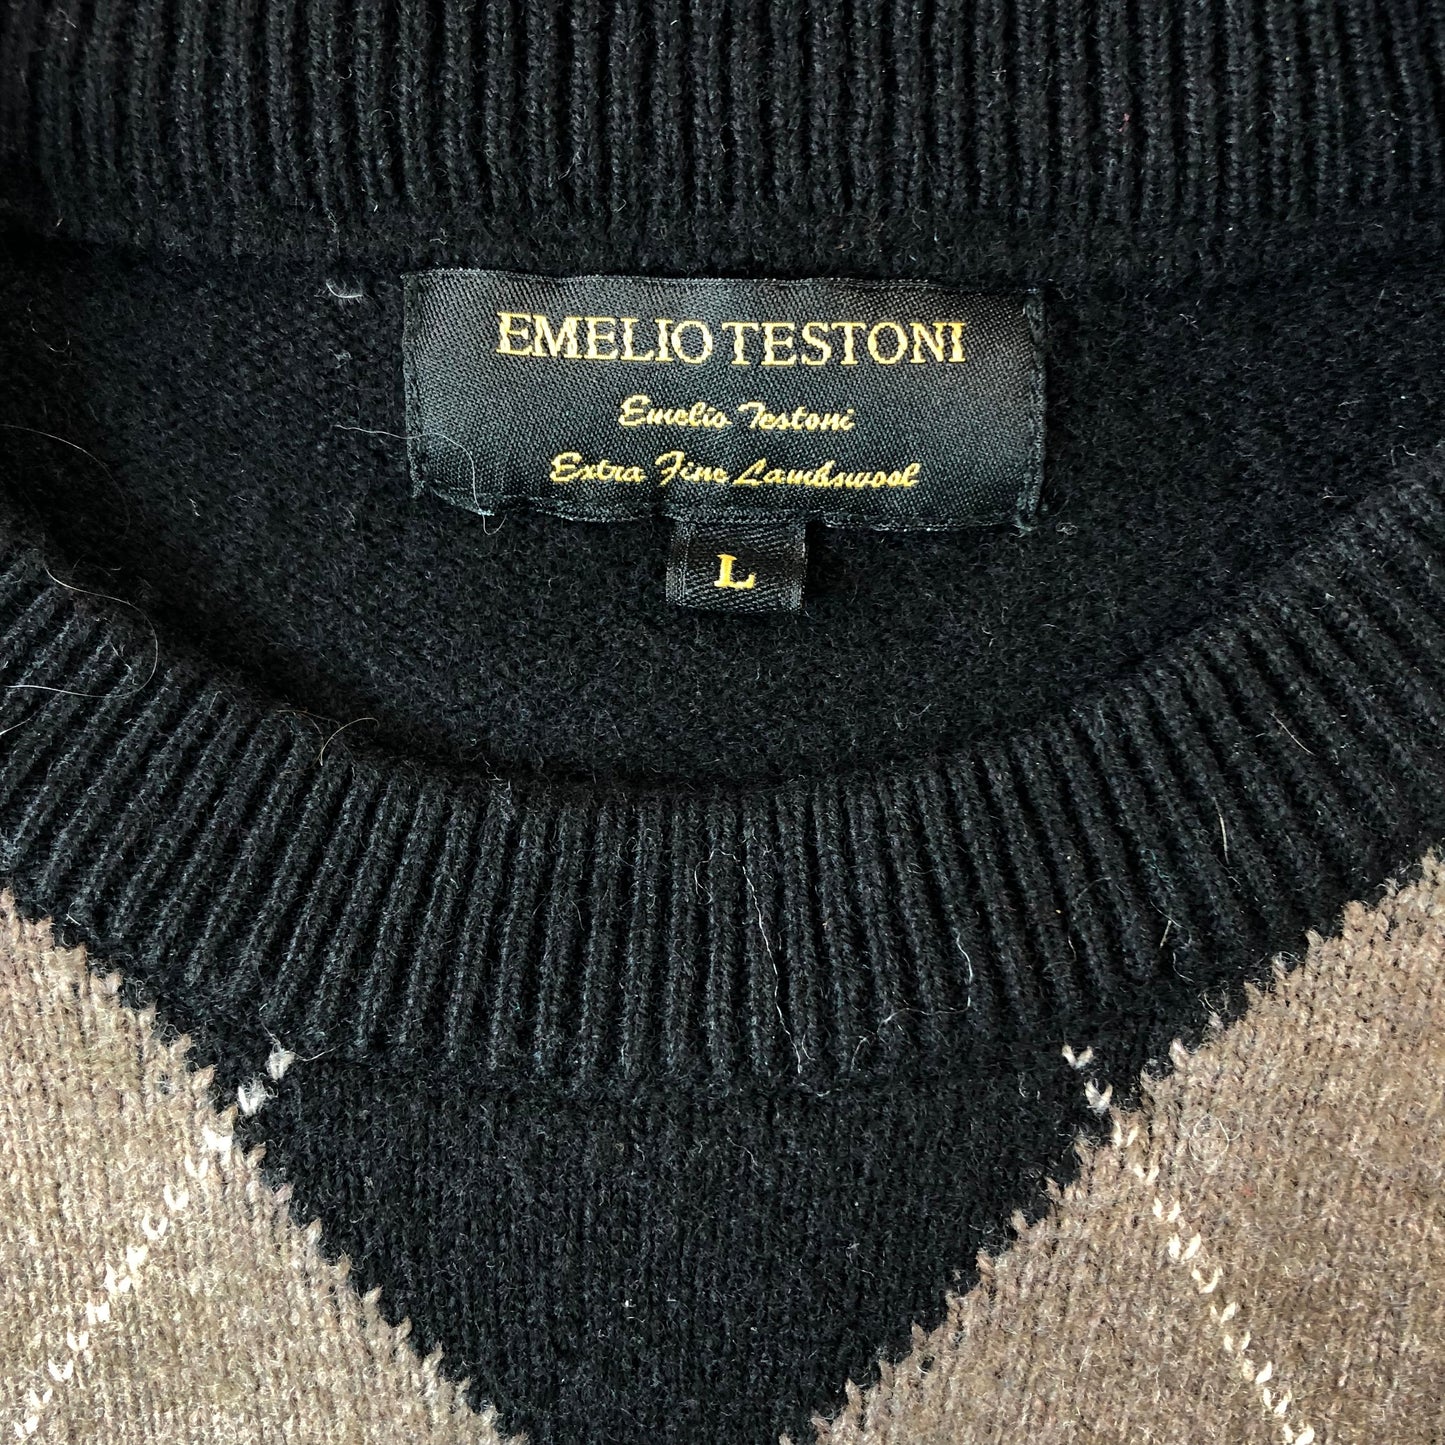 EMELIO TESTONI
Emelio Testoni
Extra Fine Lambswool
L